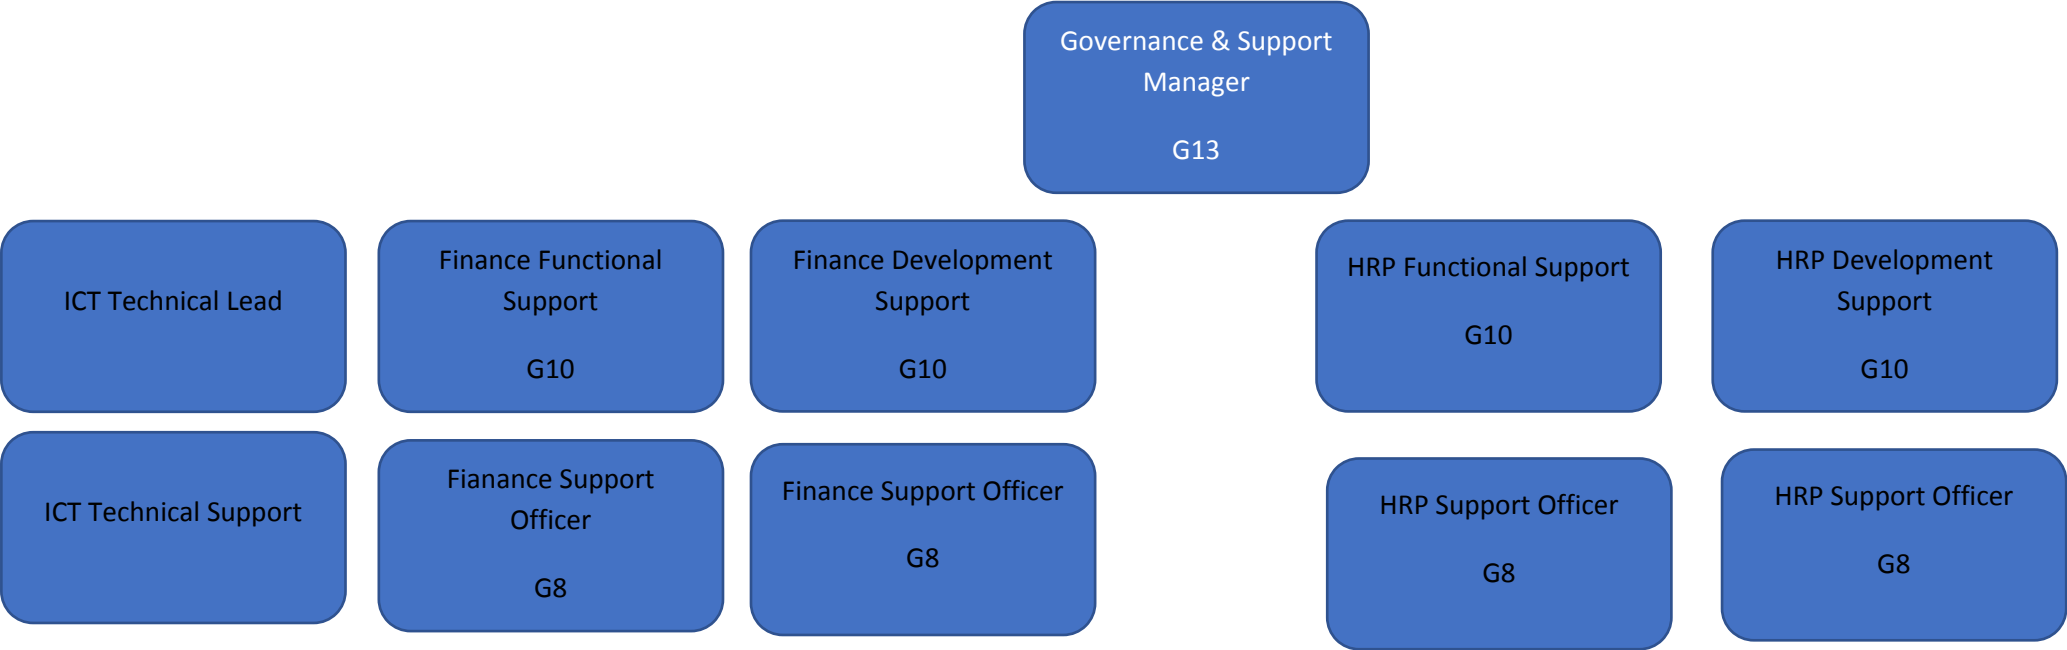 Governance & Support
Manager
G13
ICT Technical Lead
Finance Functional
Support
G10
Finance Development
Support
G10
HRP Functional Support
G10
HRP Development
Support
G10
ICT Technical Support
Fianance Support
Officer
G8
Finance Support Officer
G8
HRP Support Officer
G8
HRP Support Officer
G8